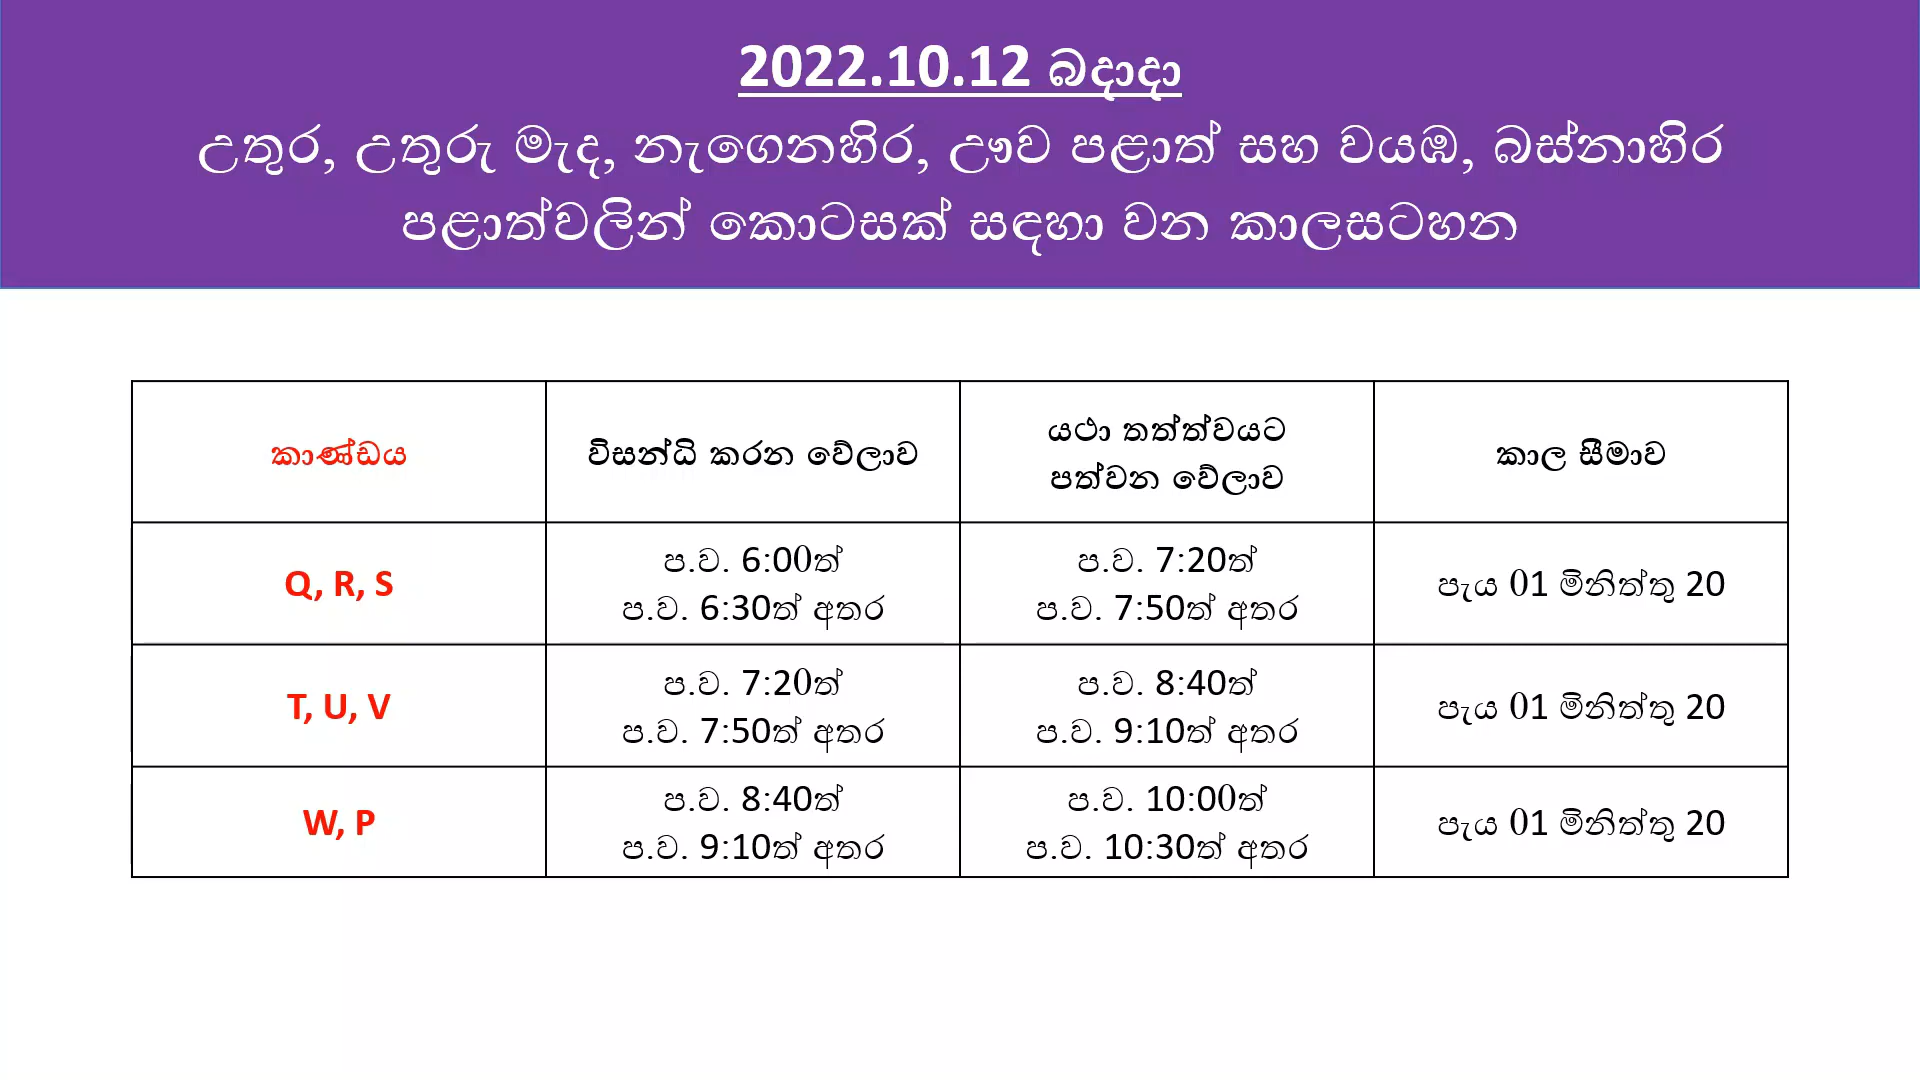 2022.10.12 බදාදා
උතුර, උතුරු මැද, නැගෙනහිර, ඌව පළාත් සහ වයඹ, බස්නාහිර
පළාත්වලින් කොටසක් සඳහා වන කාලසටහන
කාණ්ඩය
විසන්ධි කරන වේලාව
යථා තත්ත්වයට
පත්වන වේලාව
කාල සීමාව
Q, R, S
ප.ව. 6:00ත්
ප.ව. 6:30ත් අතර
ප.ව. 7:20ත්
ප.ව. 7:50ත් අතර
පැය 01 මිනිත්තු 20
T, U, V
ප.ව. 7:20ත්
ප.ව. 7:50ත් අතර
ප.ව. 8:40ත්
ප.ව. 9:10ත් අතර
පැය 01 මිනිත්තු 20
W, P
ප.ව. 8:40ත්
ප.ව. 9:10ත් අතර
ප.ව. 10:00ත්
ප.ව. 10:30ත් අතර
පැය 01 මිනිත්තු 20